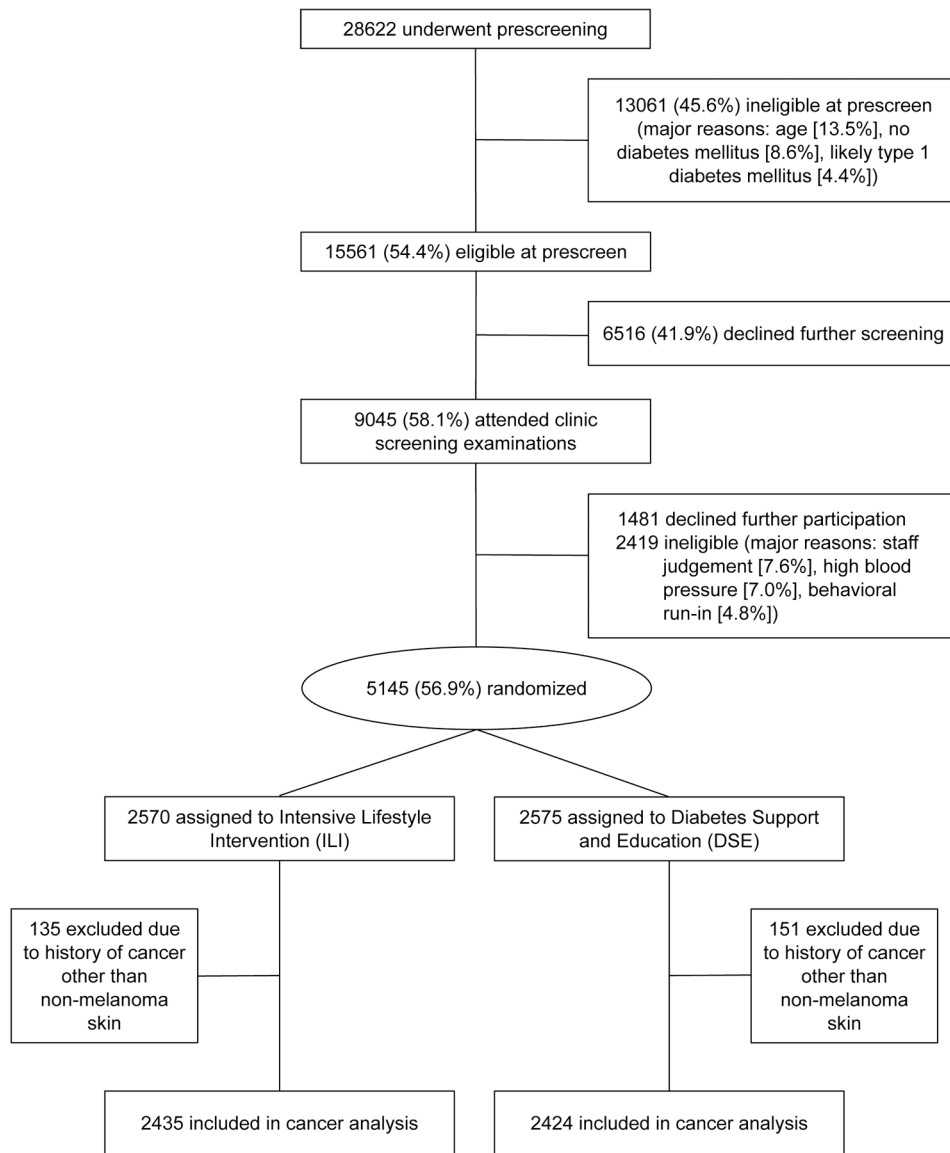 28622 underwent prescreening
13061 (45.6%) ineligible at prescreen
(major reasons: age [13.5%], no
diabetes mellitus [8.6%], likely type 1
diabetes mellitus [4.4%])
15561 (54.4%) eligible at prescreen
6516 (41.9%) declined further screening
9045 (58.1%) attended clinic
screening examinations
1481 declined further participation
2419 ineligible (major reasons: staff
judgement [7.6%], high blood
pressure [7.0%], behavioral
run-in [4.8%])
5145 (56.9%) randomized
2570 assigned to Intensive Lifestyle
Intervention (ILI)
2575 assigned to Diabetes Support
and Education (DSE)
135 excluded due
to history of cancer
other than
non-melanoma
skin
151 excluded due
to history of cancer
other than
non-melanoma
skin
2435 included in cancer analysis
2424 included in cancer analysis